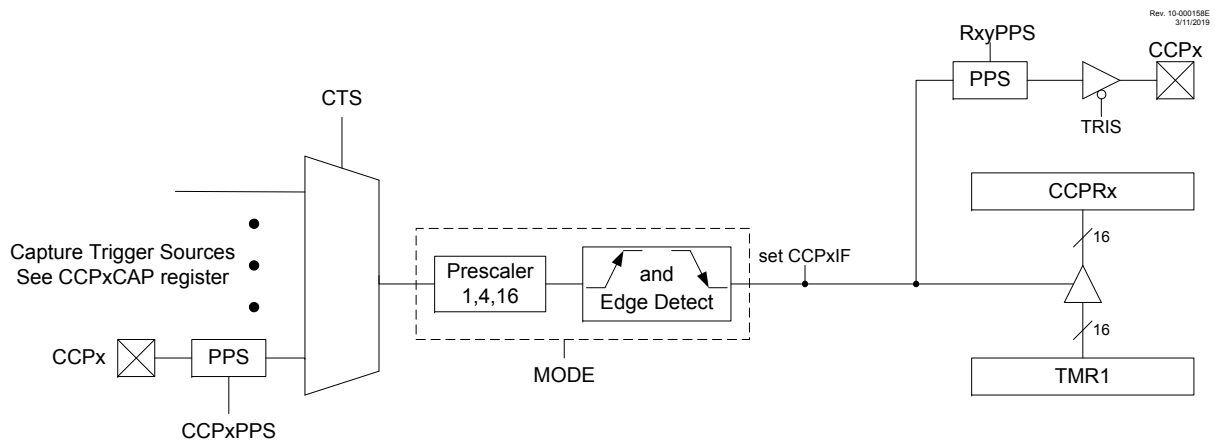 Rev. 10-000158E
3/11/2019
RxyPPS
CCPx
PPS
TRIS
CTS
CCPRx
16
Capture Trigger Sources
See CCPxCAP register
Prescaler
1,4,16
and
Edge Detect
set CCPxIF
16
CCPx
PPS
MODE
TMR1
CCPxPPS